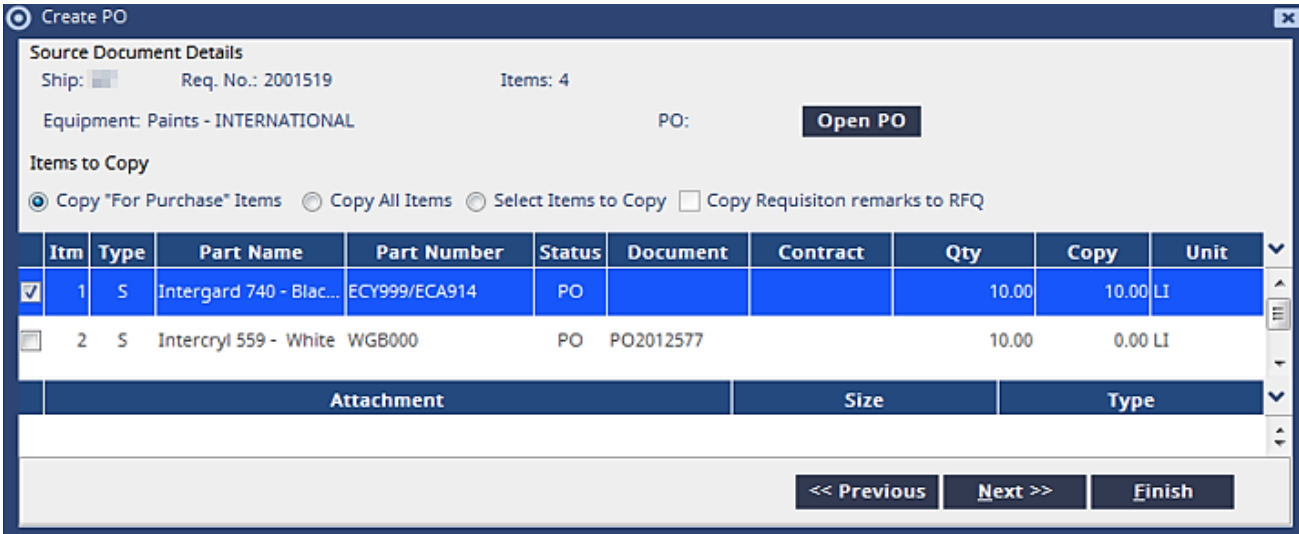 Create PO
Source Document Details
Ship: Req. No.: 2001519 Items: 4
Equipment: Paints - INTERNATIONAL PO: Open PO
Items to Copy
Copy "For Purchase" Items Copy All Items Select Items to Copy Copy Requisiton remarks to RFQ
Itm Type Part Name Part Number Status Document Contract Qty Copy Unit
1 S Intergard 740 - Blac... ECY999/ECA914 PO 10.00 10.00 LI
2 S Intercryl 559 - White WGB000 PO PO2012577 10.00 0.00 LI
Attachment Size Type
<< Previous Next >> Finish